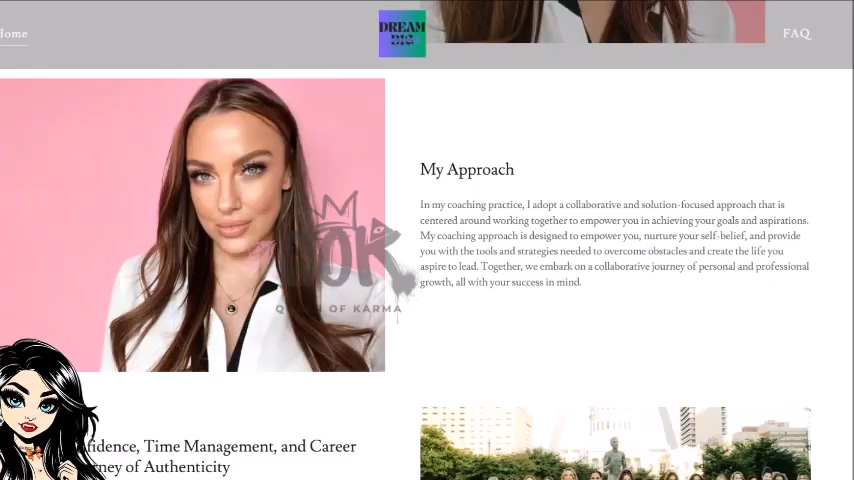 Home
DREAM
BIG
FAQ
My Approach
In my coaching practice, I adopt a collaborative and solution-focused approach that is
centered around working together to empower you in achieving your goals and aspirations.
My coaching approach is designed to empower you, nurture your self-belief, and provide
you with the tools and strategies needed to overcome obstacles and create the life you
aspire to lead. Together, we embark on a collaborative journey of personal and professional
growth, all with your success in mind.
QUEEN OF KARMA
fidence, Time Management, and Career
rney of Authenticity